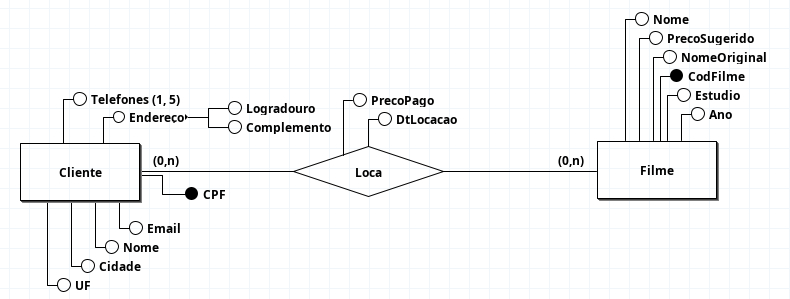 Nome
PrecoSugerido
NomeOriginal
CodFilme
Estudio
Ano
Telefones (1, 5)
Endereço
Logradouro
Complemento
PrecoPago
DtLocacao
Cliente
(0,n)
Loca
(0,n)
Filme
CPF
Email
Nome
Cidade
UF